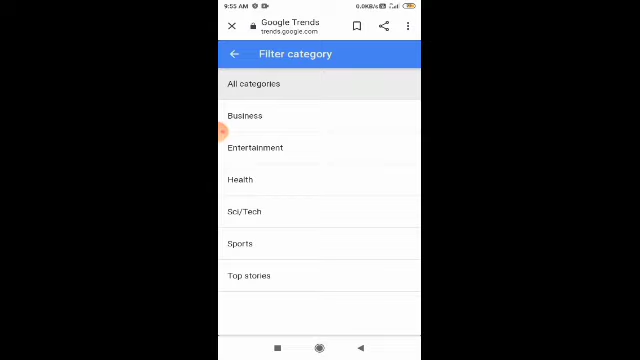 9:55 AM
0.0KB/s
Google Trends
trends.google.com
Filter category
All categories
Business
Entertainment
Health
Sci/Tech
Sports
Top stories